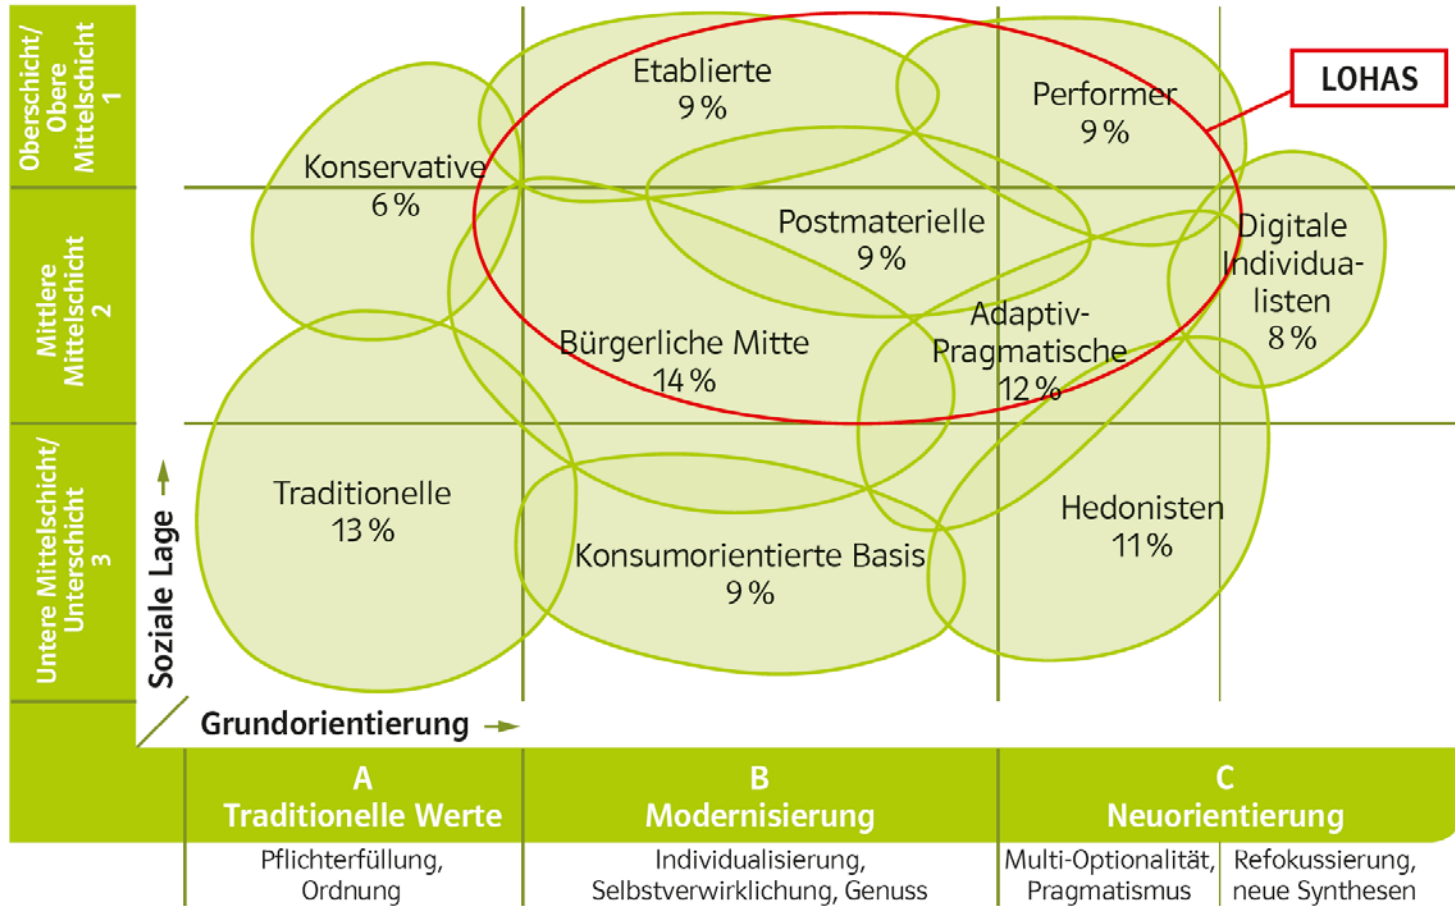 Oberschicht/
Obere
Mittelschicht
1
Mittlere
Mittelschicht
2
Untere Mittelschicht/
Unterschicht
3
Soziale Lage →
Grundorientierung →
Etablierte
9 %
Performer
9 %
LOHAS
Konservative
6 %
Postmaterielle
9 %
Digitale
Individua-
listen
8 %
Bürgerliche Mitte
14 %
Adaptiv-
Pragmatische
12 %
Traditionelle
13 %
Konsumorientierte Basis
9 %
Hedonisten
11 %
A
Traditionelle Werte
Pflichterfüllung,
Ordnung
B
Modernisierung
Individualisierung,
Selbstverwirklichung, Genuss
C
Neuorientierung
Multi-Optionalität,
Pragmatismus
Refokussierung,
neue Synthesen